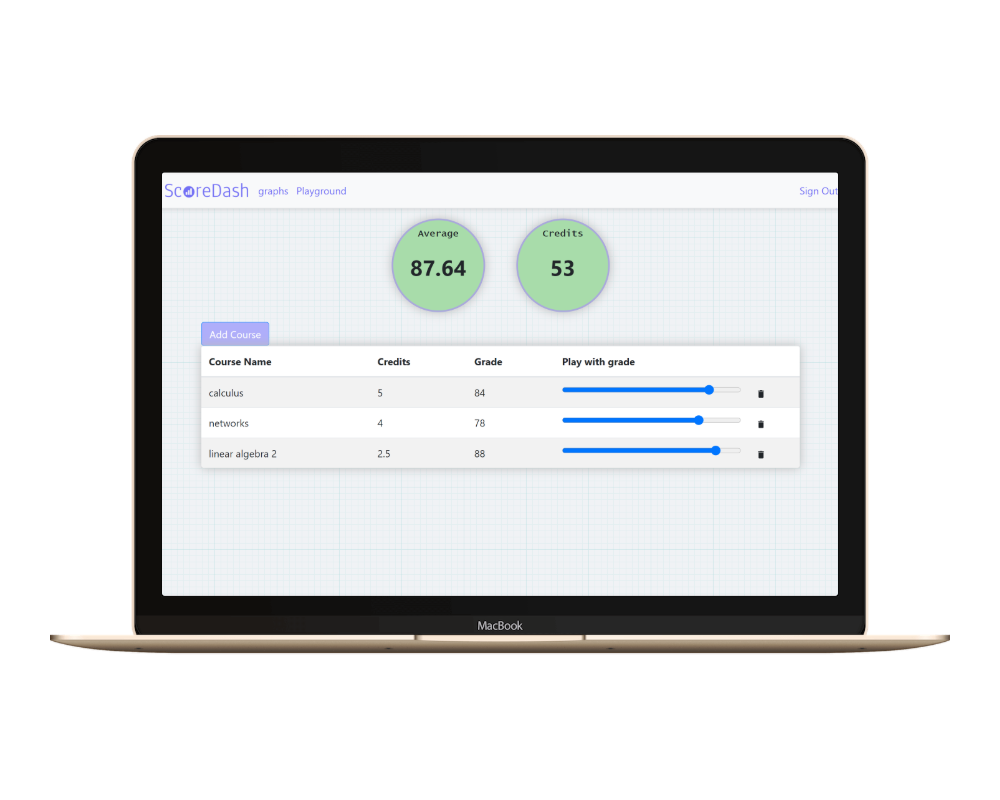 ScoreDash graphs Playground Sign Out
Average Credits
87.64 53
Add Course
Course Name Credits Grade Play with grade
calculus 5 84
networks 4 78
linear algebra 2 2.5 88
MacBook